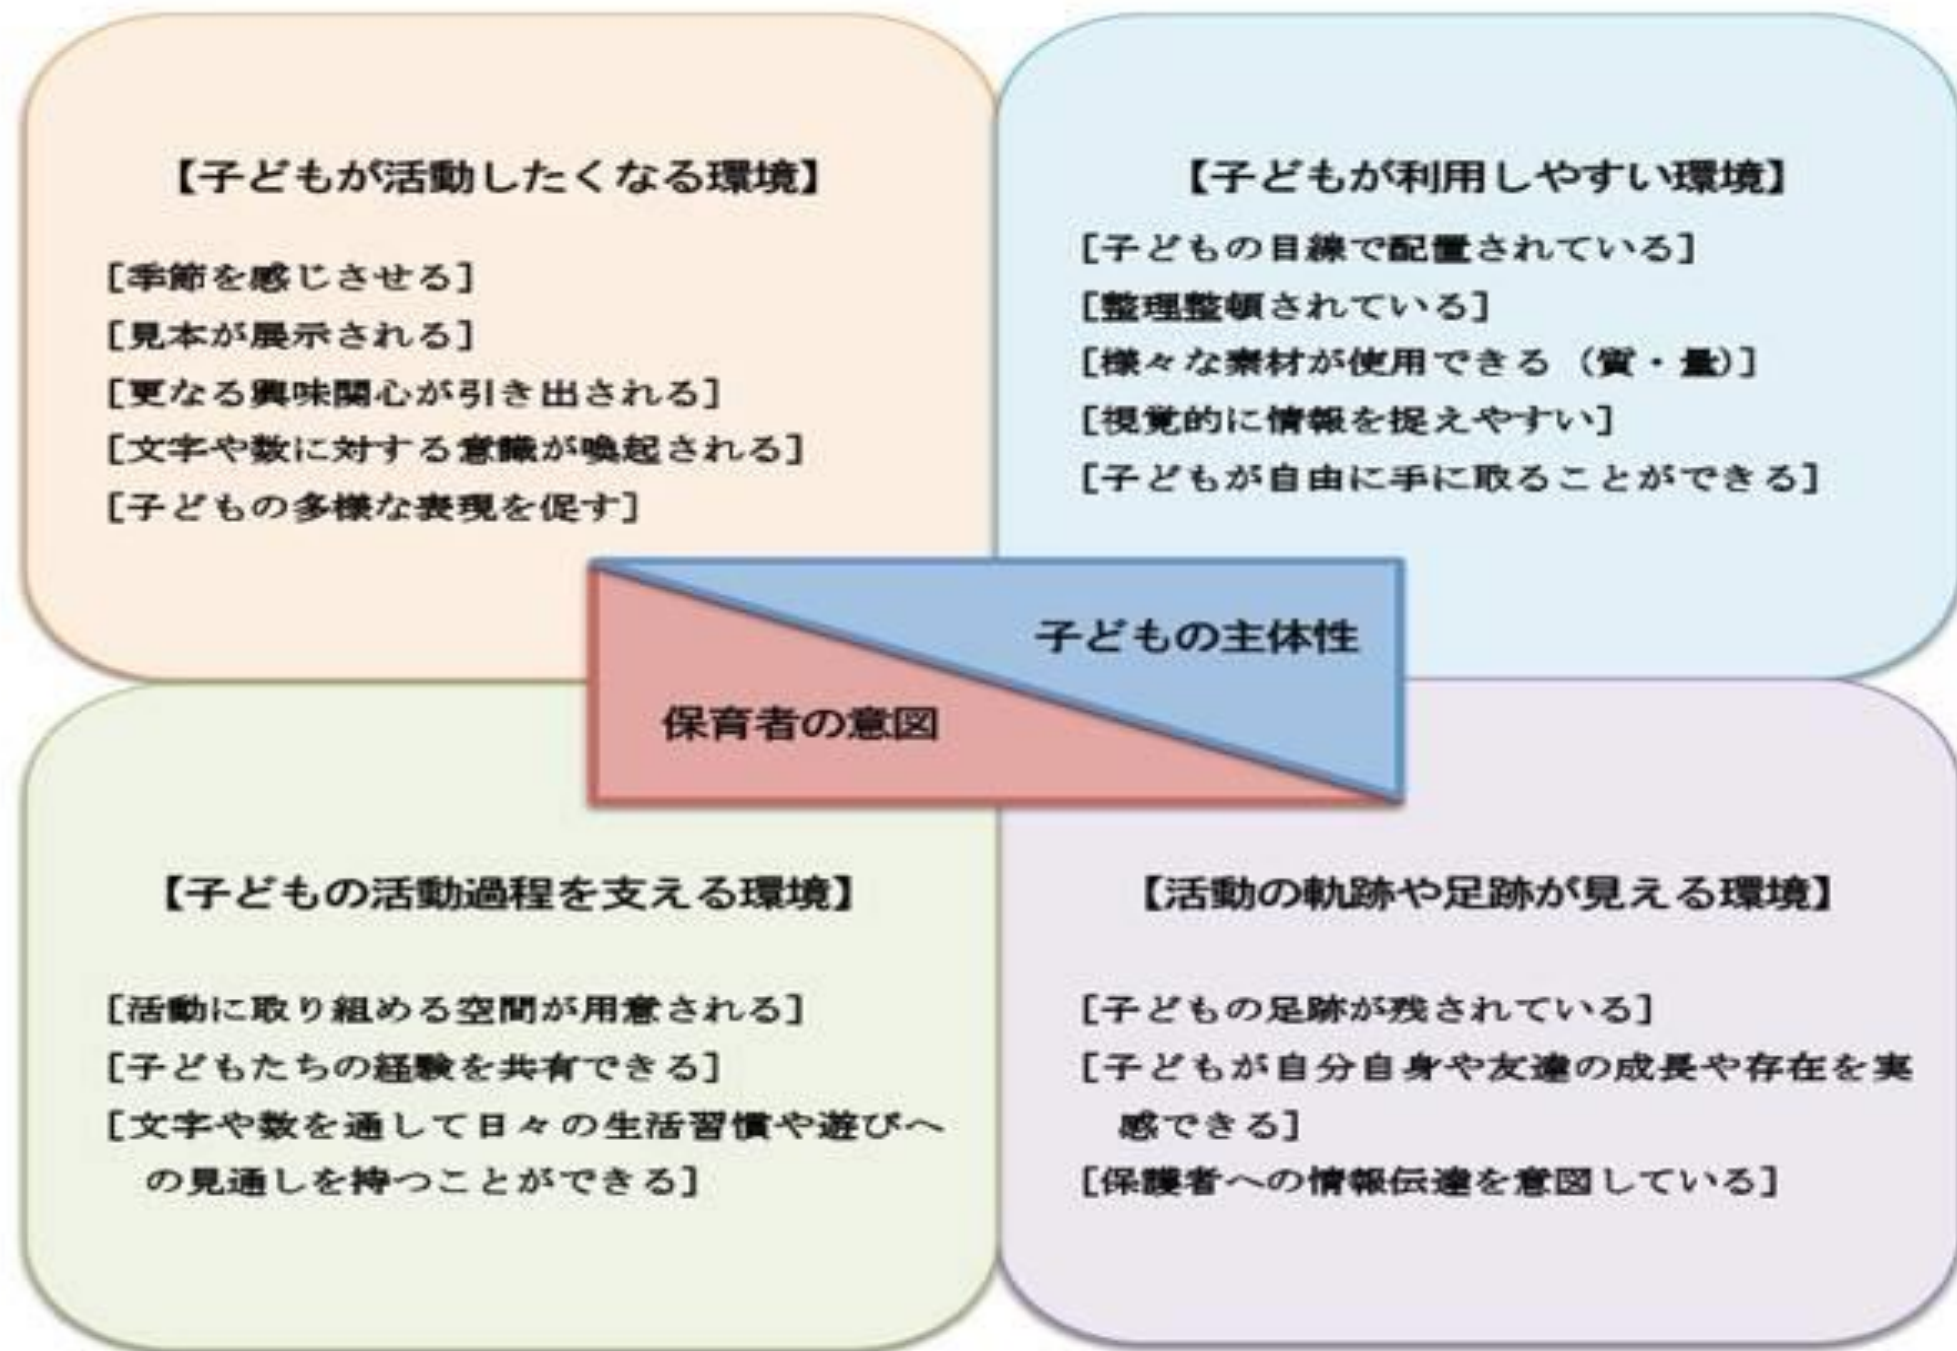 【子どもが活動したくなる環境】
[季節を感じさせる]
[見本が展示される]
[更なる興味関心が引き出される]
[文字や数に対する意識が喚起される]
[子どもの多様な表現を促す]
【子どもが利用しやすい環境】
[子どもの目線で配置されている]
[整理整頓されている]
[様々な素材が使用できる（質・量）]
[視覚的に情報を捉えやすい]
[子どもが自由に手に取ることができる]
子どもの主体性
保育者の意図
【子どもの活動過程を支える環境】
[活動に取り組める空間が用意される]
[子どもたちの経験を共有できる]
[文字や数を通して日々の生活習慣や遊びへ
の見通しを持つことができる]
【活動の軌跡や足跡が見える環境】
[子どもの足跡が残されている]
[子どもが自分自身や友達の成長や存在を実
感できる]
[保護者への情報伝達を意図している]